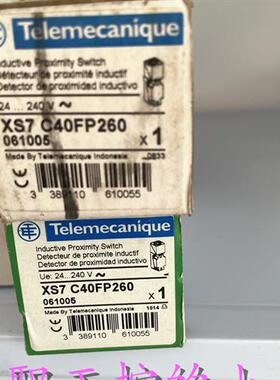 Telemecanique
Inductive Proximity Switch
Détecteur de proximité inductif
Detector de proximidad inductivo
24 ... 240 V ~
XS7 C40FP260
061005
x 1
Made By Telemecanique Indonesia
0833
3 389110 610055
Telemecanique
Inductive Proximity Switch
Detecteur de proximite inductif
Detector de proximidad inductivo
Ue: 24...240 V ~
XS7 C40FP260
061005
x 1
Made By Telemecanique Indonesia
1014
3 389110 610055